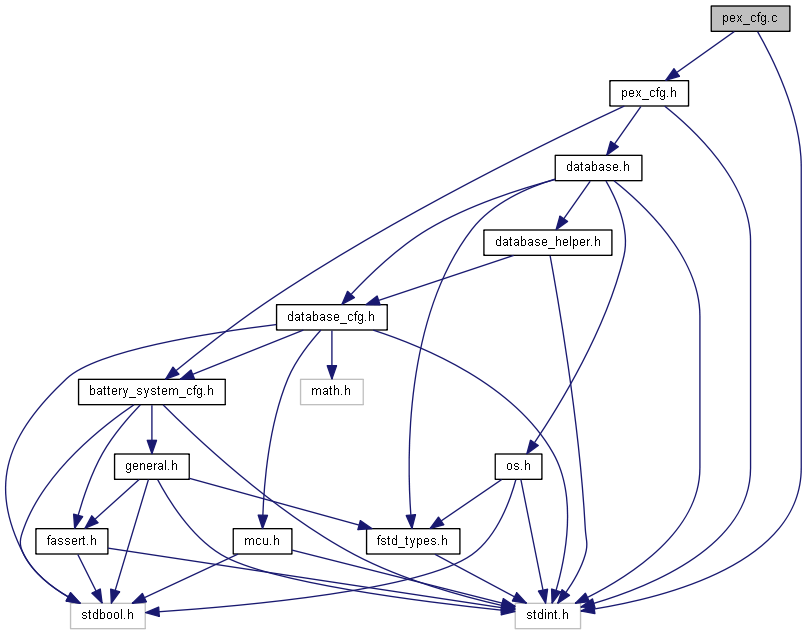 pex_cfg.c
pex_cfg.h
database.h
database_helper.h
database_cfg.h
battery_system_cfg.h
math.h
general.h
os.h
fassert.h
mcu.h
fstd_types.h
stdbool.h
stdint.h